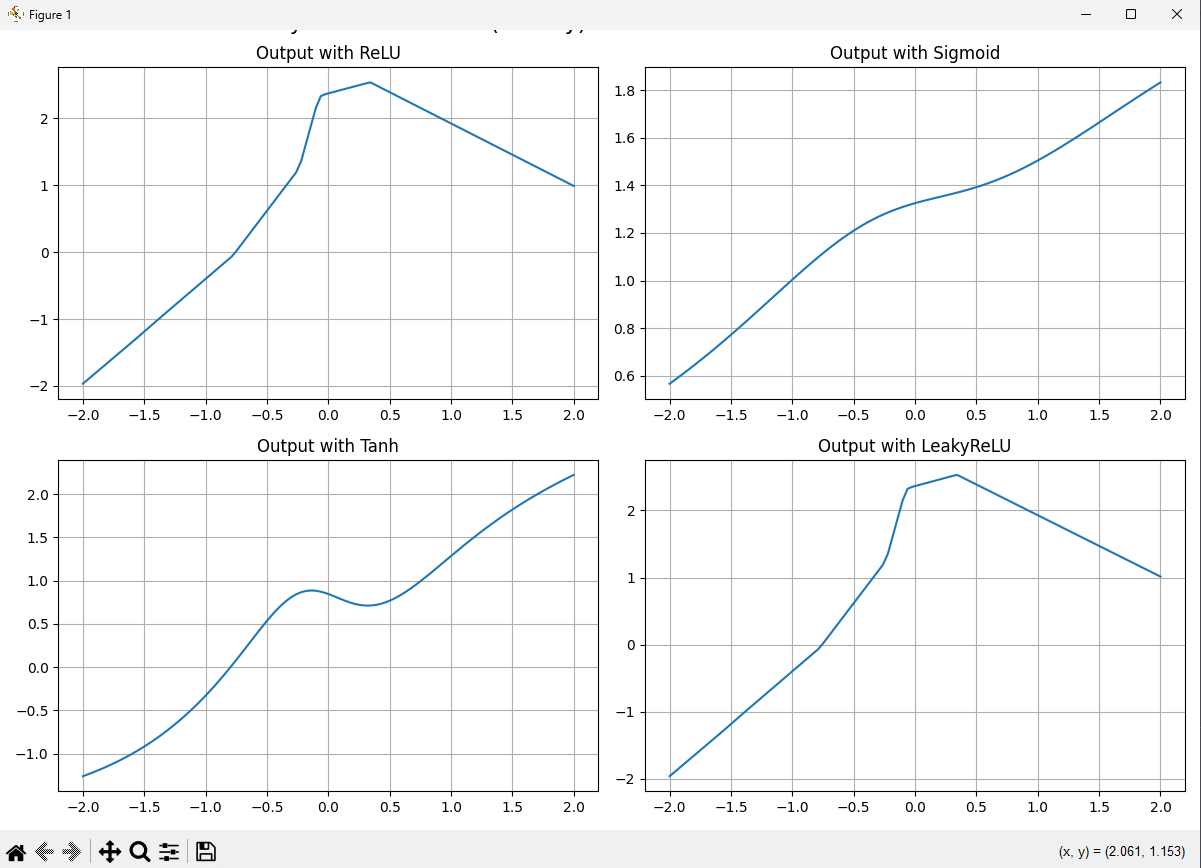 Figure 1
Output with ReLU
2
1
0
−1
−2
−2.0 −1.5 −1.0 −0.5 0.0 0.5 1.0 1.5 2.0
Output with Sigmoid
1.8
1.6
1.4
1.2
1.0
0.8
0.6
−2.0 −1.5 −1.0 −0.5 0.0 0.5 1.0 1.5 2.0
Output with Tanh
2.0
1.5
1.0
0.5
0.0
−0.5
−1.0
−2.0 −1.5 −1.0 −0.5 0.0 0.5 1.0 1.5 2.0
Output with LeakyReLU
2
1
0
−1
−2
−2.0 −1.5 −1.0 −0.5 0.0 0.5 1.0 1.5 2.0
(x, y) = (2.061, 1.153)